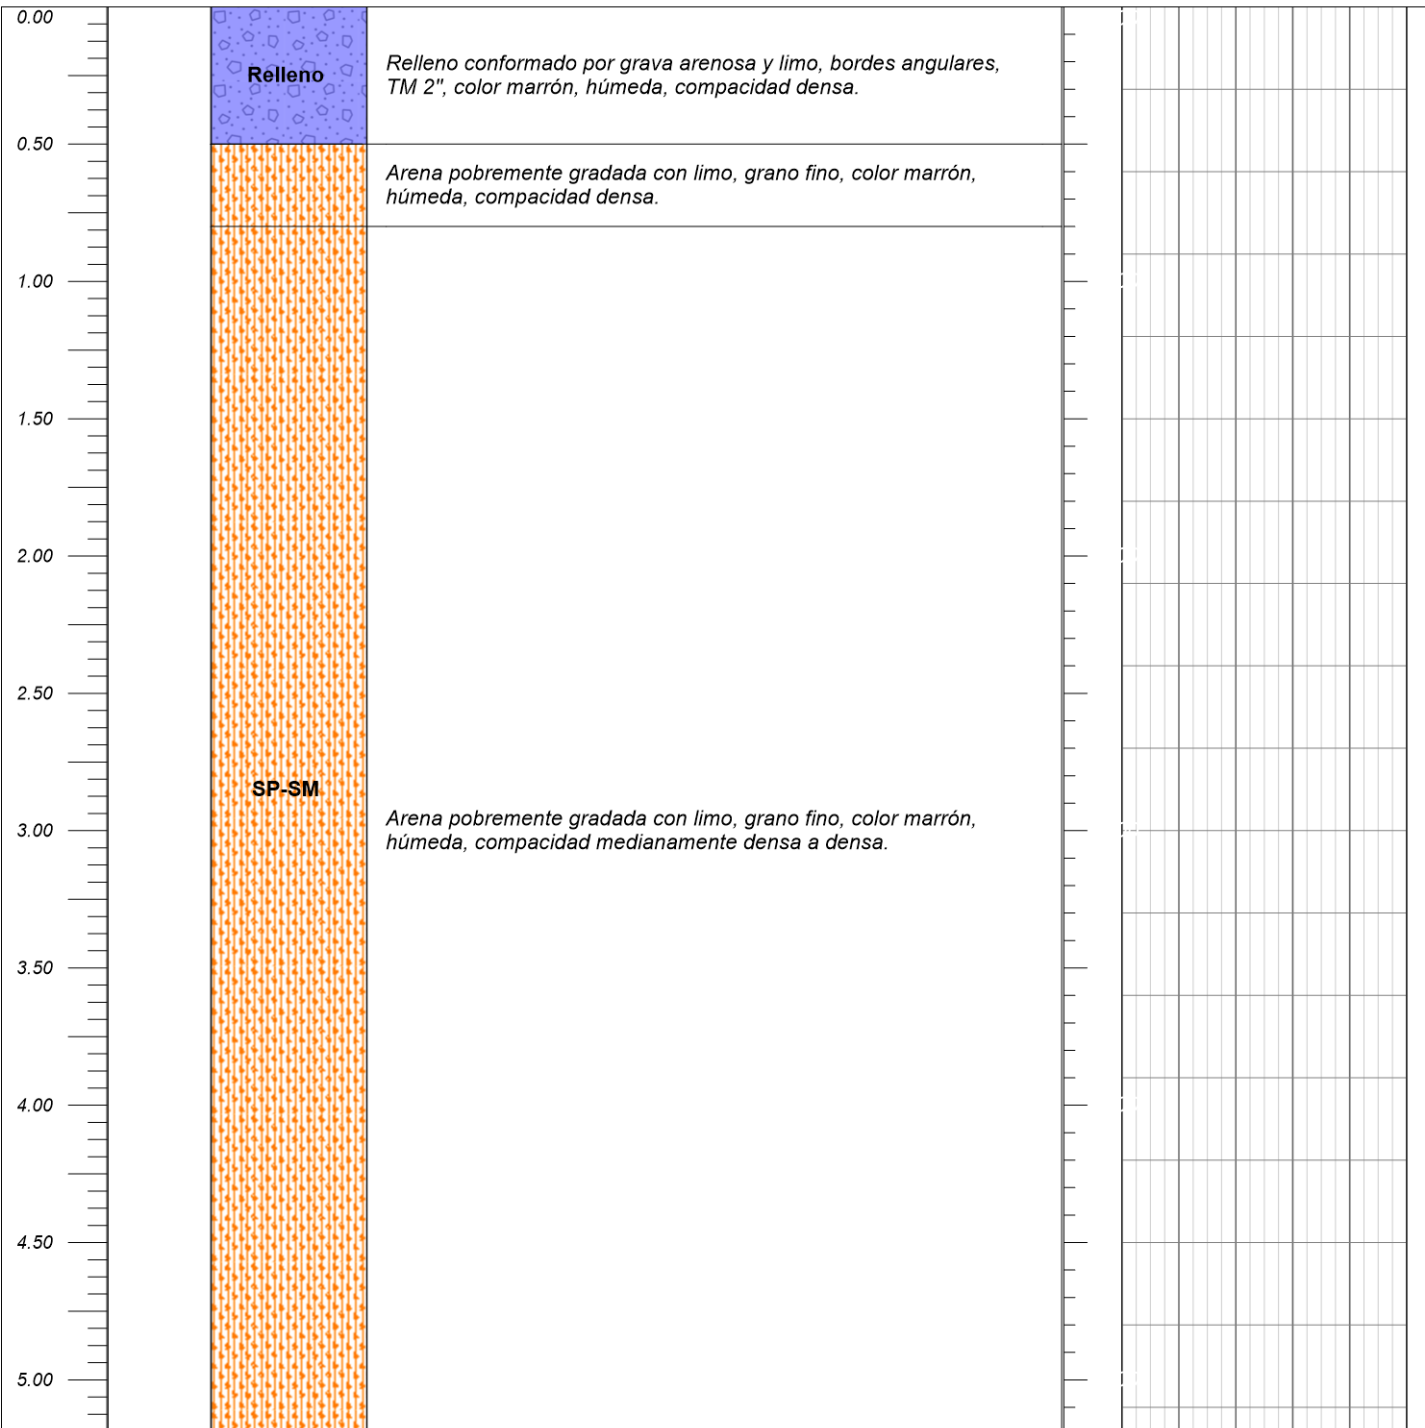 0.00
Relleno
Relleno conformado por grava arenosa y limo, bordes angulares,
TM 2", color marrón, húmeda, compacidad densa.
0.50
Arena pobremente gradada con limo, grano fino, color marrón,
húmeda, compacidad densa.
1.00
1.50
2.00
2.50
SP-SM
3.00
Arena pobremente gradada con limo, grano fino, color marrón,
húmeda, compacidad medianamente densa a densa.
3.50
4.00
4.50
5.00